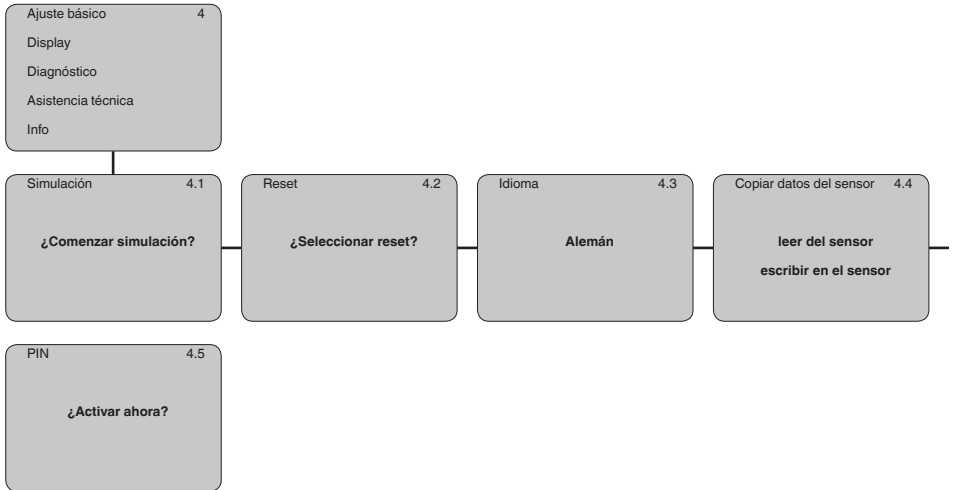 Ajuste básico 4
Display
Diagnóstico
Asistencia técnica
Info
Simulación 4.1
¿Comenzar simulación?
Reset 4.2
¿Seleccionar reset?
Idioma 4.3
Alemán
Copiar datos del sensor 4.4
leer del sensor
escribir en el sensor
PIN 4.5
¿Activar ahora?